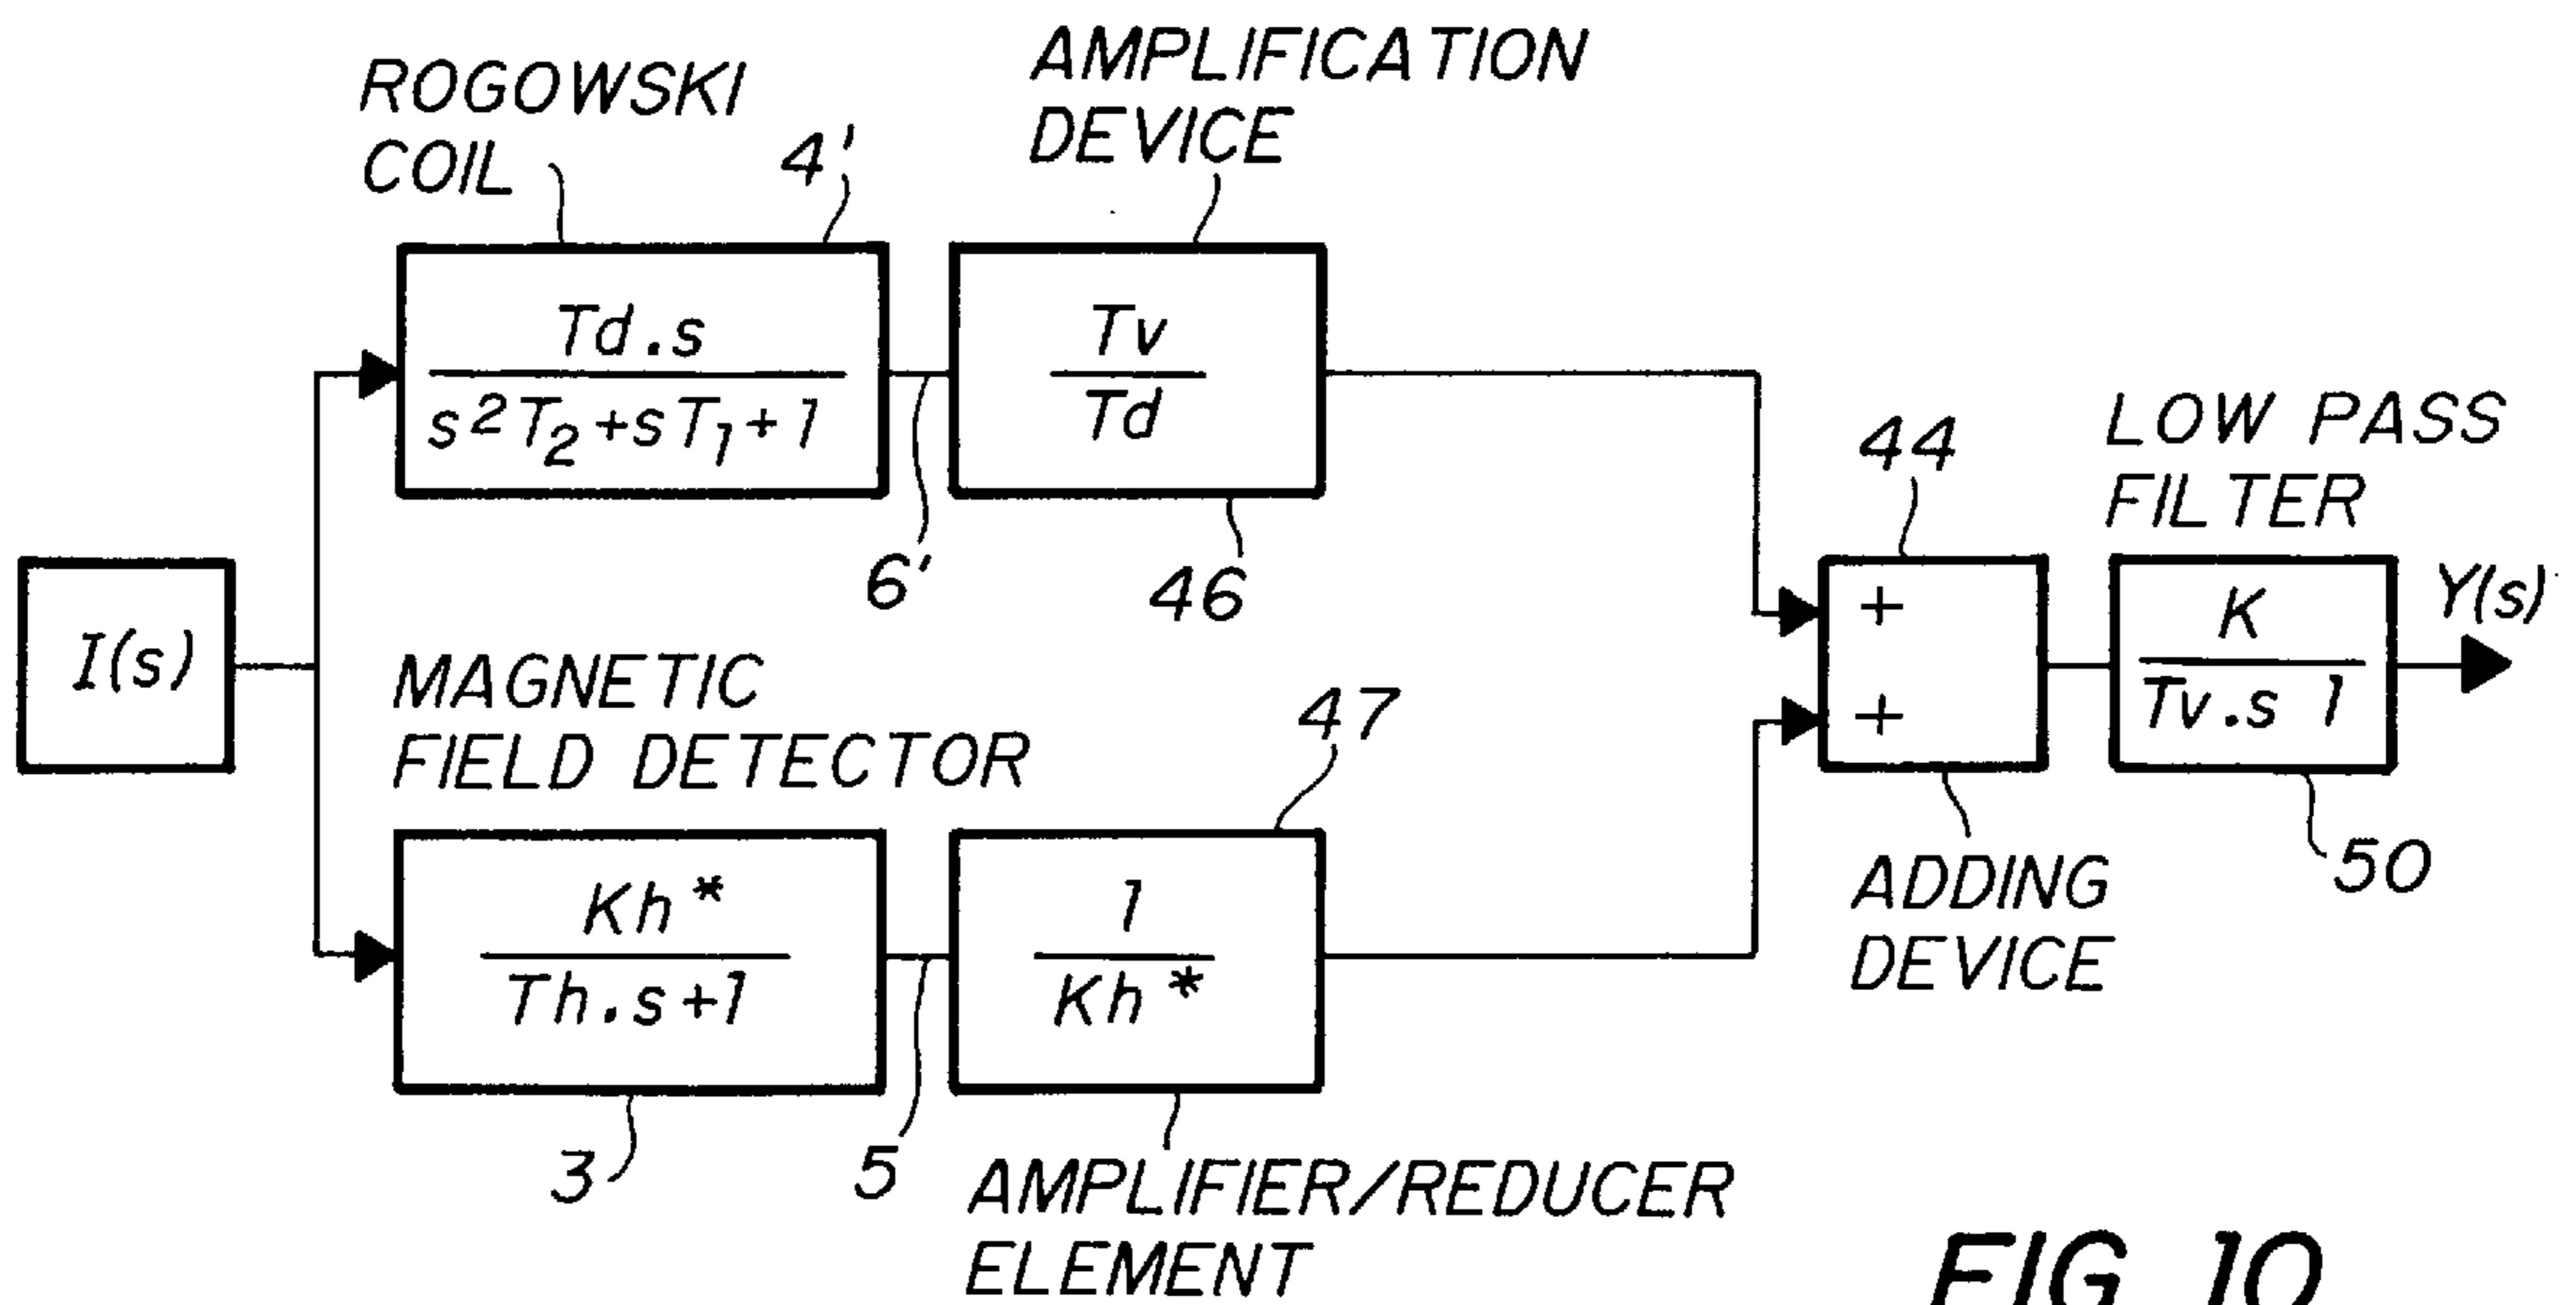 ROGOWSKI
COIL
4'
AMPLIFICATION
DEVICE
Td.s
s²T₂+sT₁+1
Tv
Td
6'
46
I(s)
MAGNETIC
FIELD DETECTOR
47
Kh*
Th.s+1
1
Kh*
3
5
AMPLIFIER/REDUCER
ELEMENT
44
+
+
ADDING
DEVICE
LOW PASS
FILTER
K
Tv.s 1
Y(s)
50
FIG 10